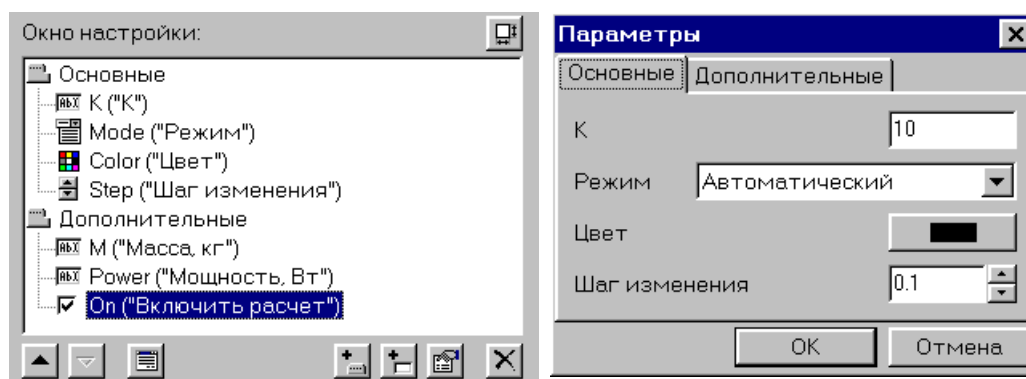 Окно настройки:
Основные
K ("K")
Mode ("Режим")
Color ("Цвет")
Step ("Шаг изменения")
Дополнительные
M ("Масса, кг")
Power ("Мощность, Вт")
On ("Включить расчет")
Параметры
Основные Дополнительные
K 10
Режим Автоматический
Цвет
Шаг изменения 0.1
OK Отмена